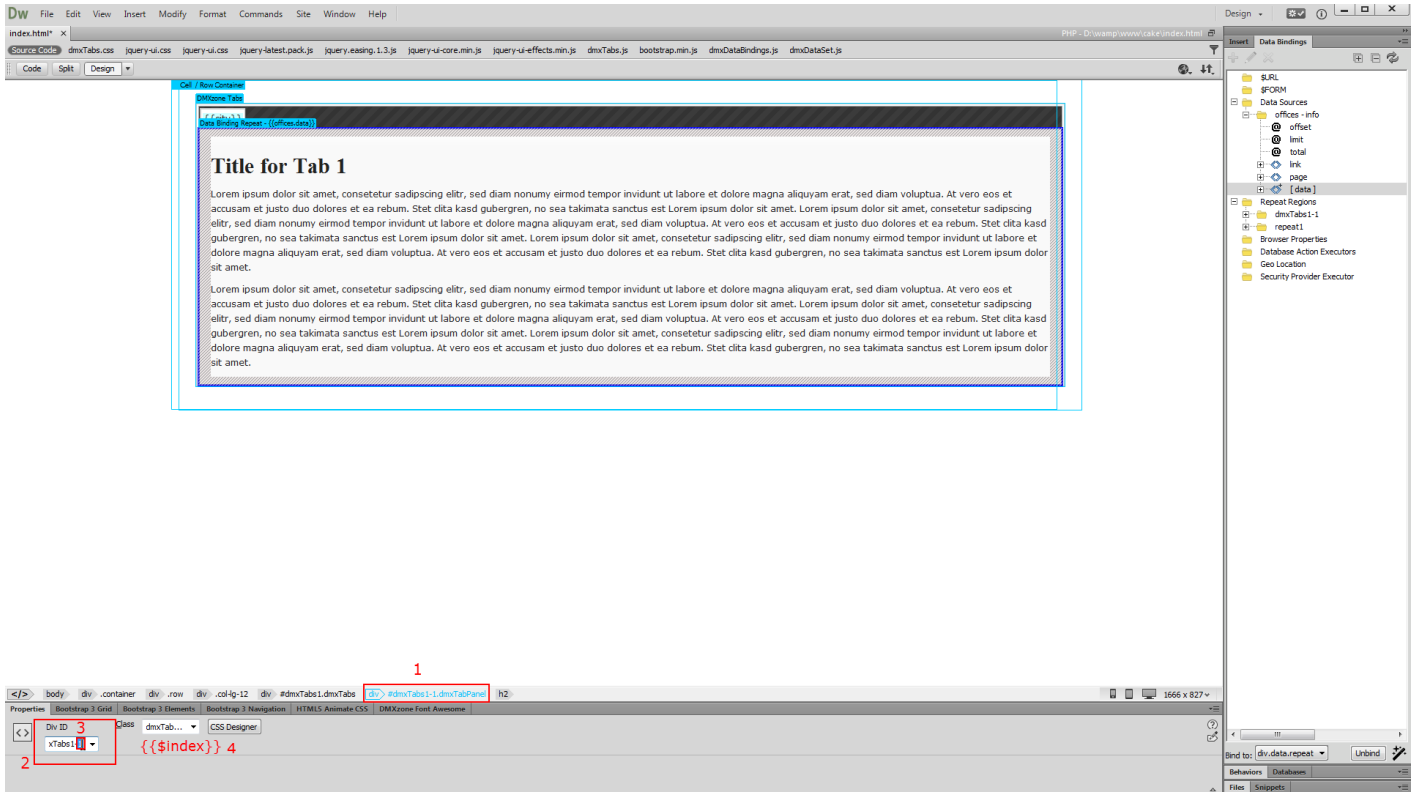 Dw File Edit View Insert Modify Format Commands Site Window Help Design
index.html* × PHP - D:\wamp\www\cake\index.html
Source Code dmxTabs.css jquery-ui.css jquery-ui.css jquery-latest.pack.js jquery.easing.1.3.js jquery-ui-core.min.js jquery-ui-effects.min.js dmxTabs.js bootstrap.min.js dmxDataBindings.js dmxDataSet.js
Code Split Design
Cell / Row Container
DMXzone Tabs
{{city}}
Data Binding Repeat - {{offices.data}}
Title for Tab 1
Lorem ipsum dolor sit amet, consetetur sadipscing elitr, sed diam nonumy eirmod tempor invidunt ut labore et dolore magna aliquyam erat, sed diam voluptua. At vero eos et
accusam et justo duo dolores et ea rebum. Stet clita kasd gubergren, no sea takimata sanctus est Lorem ipsum dolor sit amet. Lorem ipsum dolor sit amet, consetetur sadipscing
elitr, sed diam nonumy eirmod tempor invidunt ut labore et dolore magna aliquyam erat, sed diam voluptua. At vero eos et accusam et justo duo dolores et ea rebum. Stet clita kasd
gubergren, no sea takimata sanctus est Lorem ipsum dolor sit amet. Lorem ipsum dolor sit amet, consetetur sadipscing elitr, sed diam nonumy eirmod tempor invidunt ut labore et
dolore magna aliquyam erat, sed diam voluptua. At vero eos et accusam et justo duo dolores et ea rebum. Stet clita kasd gubergren, no sea takimata sanctus est Lorem ipsum dolor
sit amet.
Lorem ipsum dolor sit amet, consetetur sadipscing elitr, sed diam nonumy eirmod tempor invidunt ut labore et dolore magna aliquyam erat, sed diam voluptua. At vero eos et
accusam et justo duo dolores et ea rebum. Stet clita kasd gubergren, no sea takimata sanctus est Lorem ipsum dolor sit amet. Lorem ipsum dolor sit amet, consetetur sadipscing
elitr, sed diam nonumy eirmod tempor invidunt ut labore et dolore magna aliquyam erat, sed diam voluptua. At vero eos et accusam et justo duo dolores et ea rebum. Stet clita kasd
gubergren, no sea takimata sanctus est Lorem ipsum dolor sit amet. Lorem ipsum dolor sit amet, consetetur sadipscing elitr, sed diam nonumy eirmod tempor invidunt ut labore et
dolore magna aliquyam erat, sed diam voluptua. At vero eos et accusam et justo duo dolores et ea rebum. Stet clita kasd gubergren, no sea takimata sanctus est Lorem ipsum dolor
sit amet.
Insert Data Bindings
$URL
$FORM
Data Sources
offices - info
@ offset
@ limit
@ total
link
page
[ data ]
Repeat Regions
dmxTabs1-1
repeat1
Browser Properties
Database Action Executors
Geo Location
Security Provider Executor
1
</> body div .container div .row div .col-lg-12 div #dmxTabs1.dmxTabs div #dmxTabs1-1.dmxTabPanel h2 1666 x 827
Properties Bootstrap 3 Grid Bootstrap 3 Elements Bootstrap 3 Navigation HTML5 Animate CSS DMXzone Font Awesome
Div ID 3 Class dmxTab... CSS Designer
xTabs1-1
{{$index}} 4
2
Bind to: div.data.repeat Unbind
Behaviors Databases
Files Snippets